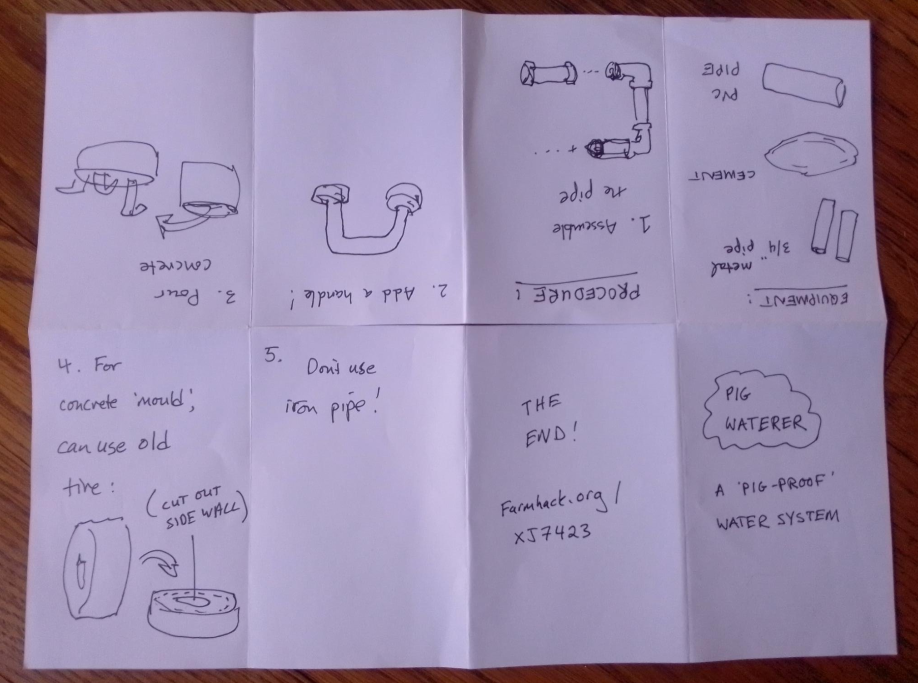 PIG
WATERER
A 'PIG-PROOF'
WATER SYSTEM
EQUIPMENT:
metal
3/4" pipe
CEMENT
PVC
PIPE
PROCEDURE:
1. Assemble
the pipe
2. Add a handle!
3. Pour
concrete
4. For
concrete 'mould',
can use old
tire:
(CUT OUT
SIDE WALL)
5.
Don't use
iron pipe!
THE
END!
Farmhack.org/
XJ7423